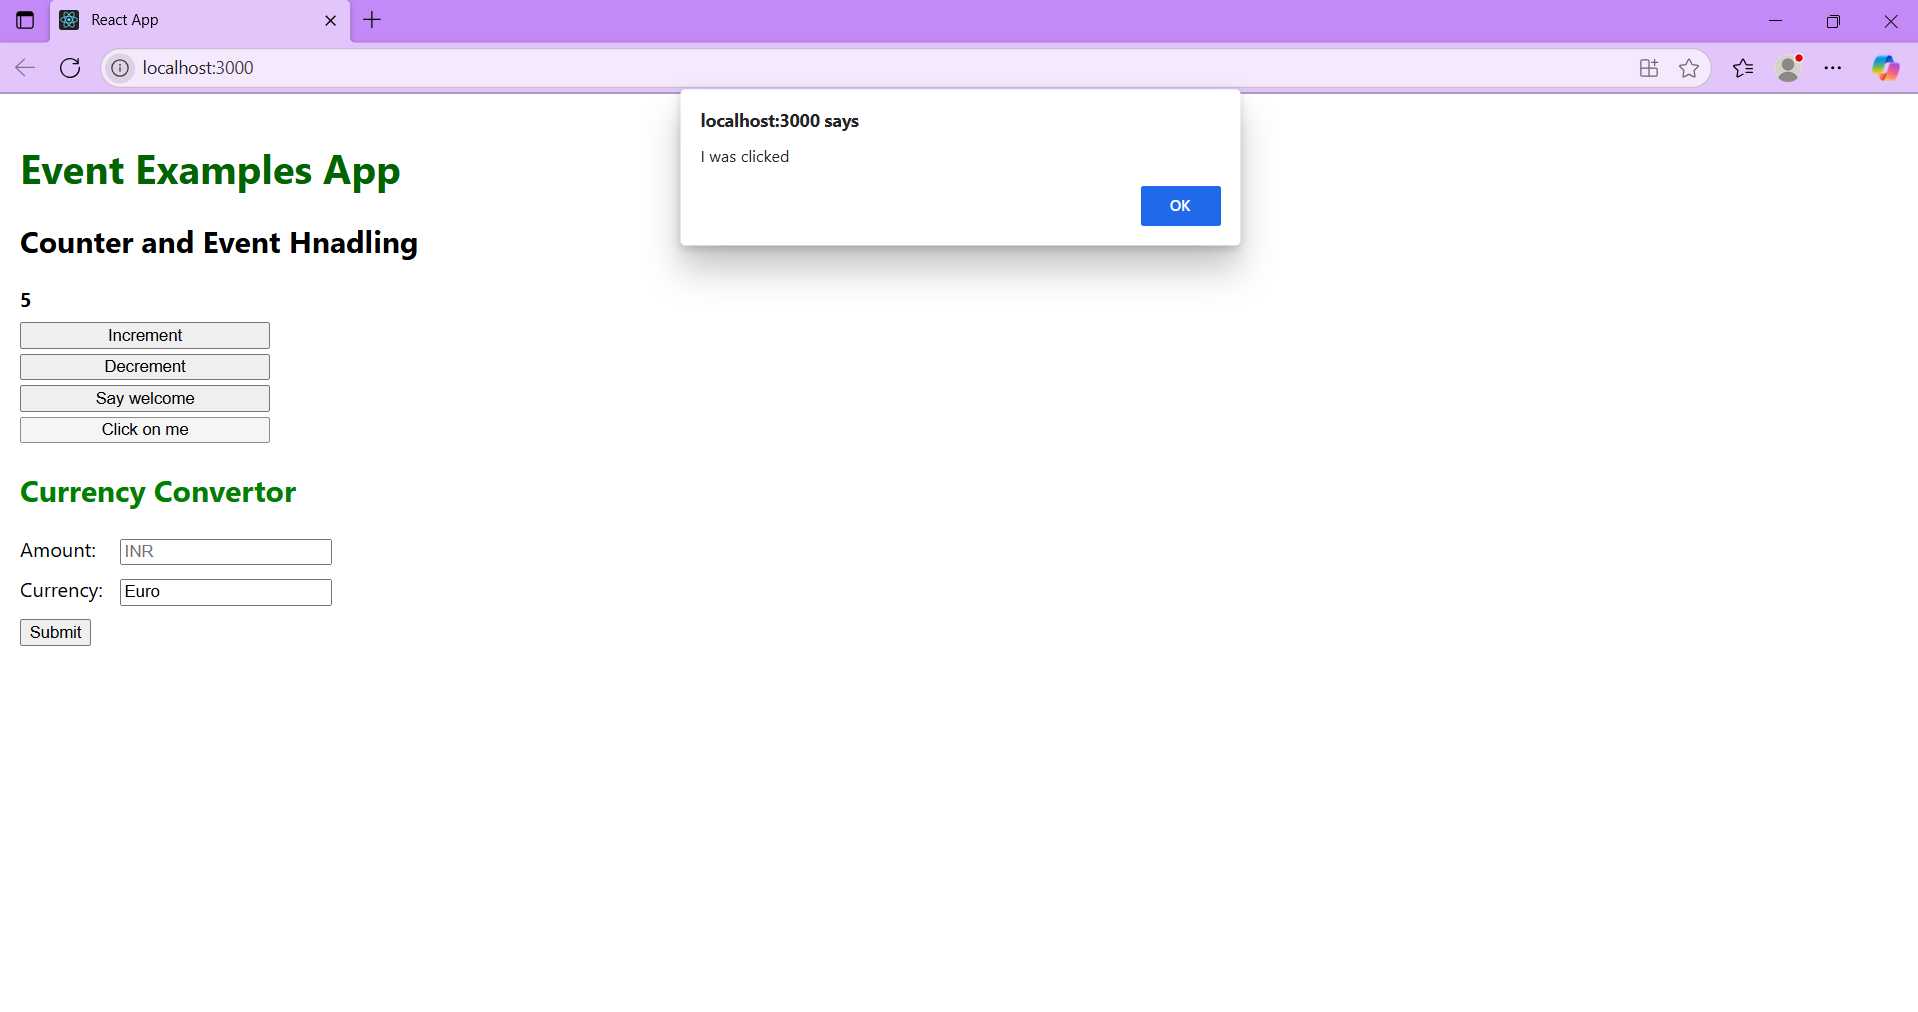 React App
localhost:3000
localhost:3000 says
I was clicked
OK
Event Examples App
Counter and Event Hnadling
5
Increment
Decrement
Say welcome
Click on me
Currency Convertor
Amount: INR
Currency: Euro
Submit